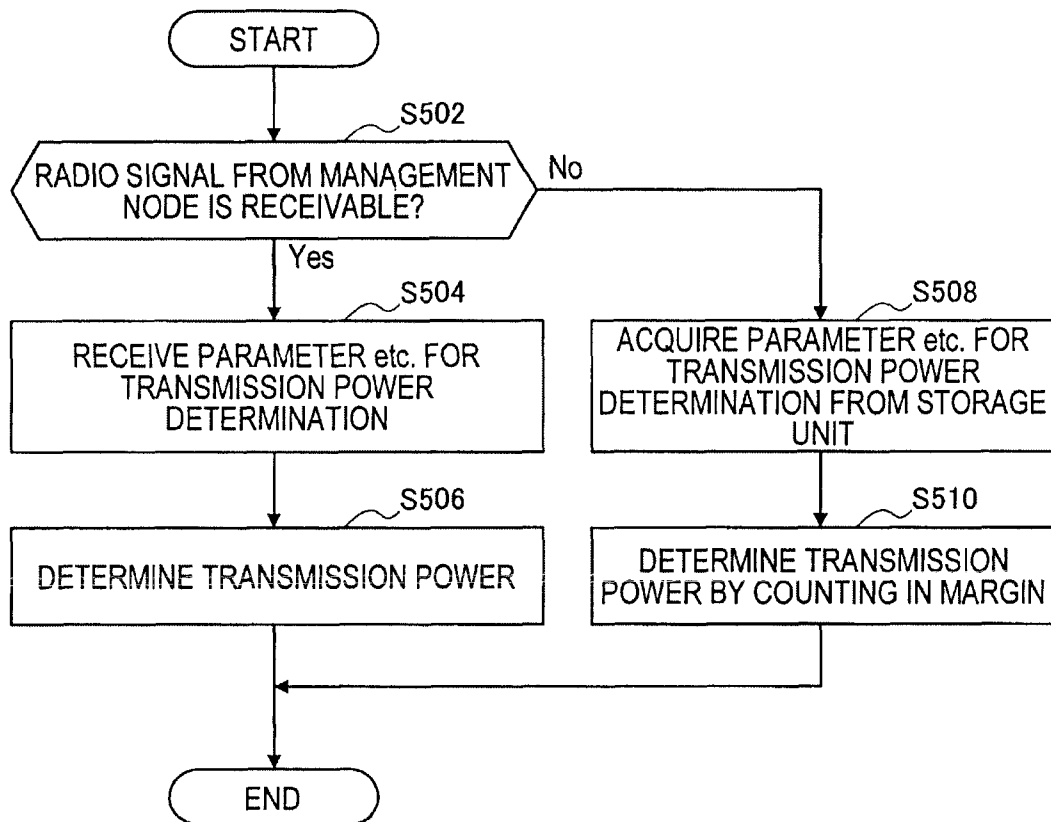 START
S502
RADIO SIGNAL FROM MANAGEMENT
NODE IS RECEIVABLE?
No
Yes
S504
RECEIVE PARAMETER etc. FOR
TRANSMISSION POWER
DETERMINATION
S508
ACQUIRE PARAMETER etc. FOR
TRANSMISSION POWER
DETERMINATION FROM STORAGE
UNIT
S506
DETERMINE TRANSMISSION POWER
S510
DETERMINE TRANSMISSION
POWER BY COUNTING IN MARGIN
END